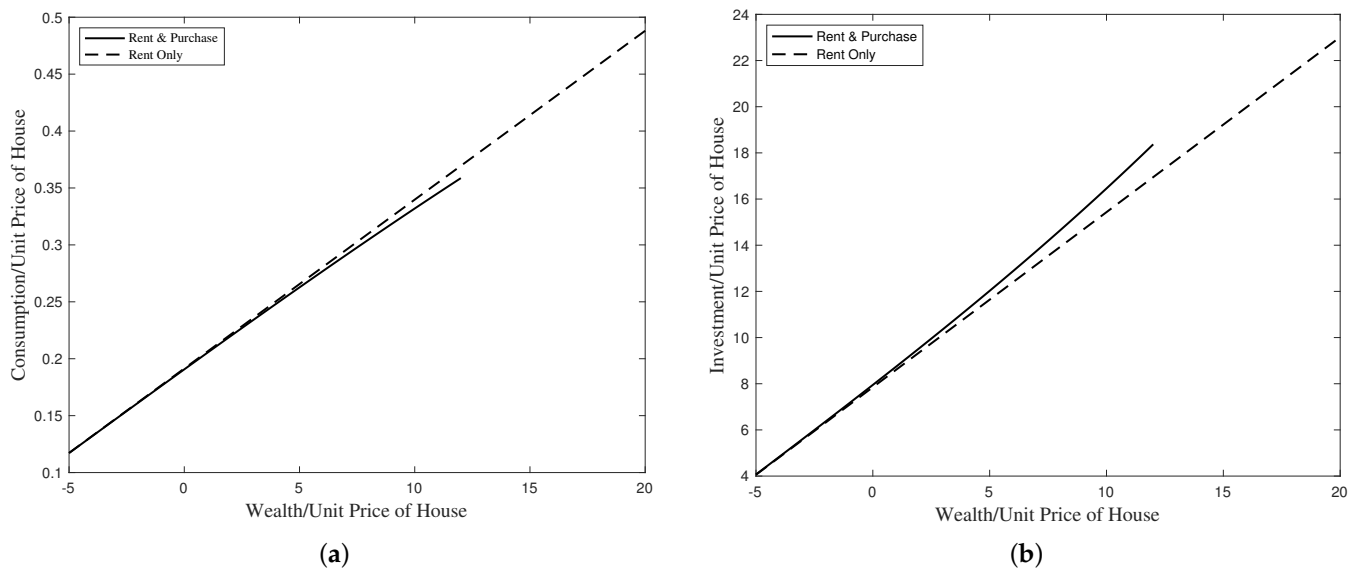 0.5
0.45
0.4
0.35
0.3
0.25
0.2
0.15
0.1
Consumption/Unit Price of House
Rent & Purchase
Rent Only
-5 0 5 10 15 20
Wealth/Unit Price of House
(a)
24
22
20
18
16
14
12
10
8
6
4
Investment/Unit Price of House
Rent & Purchase
Rent Only
-5 0 5 10 15 20
Wealth/Unit Price of House
(b)